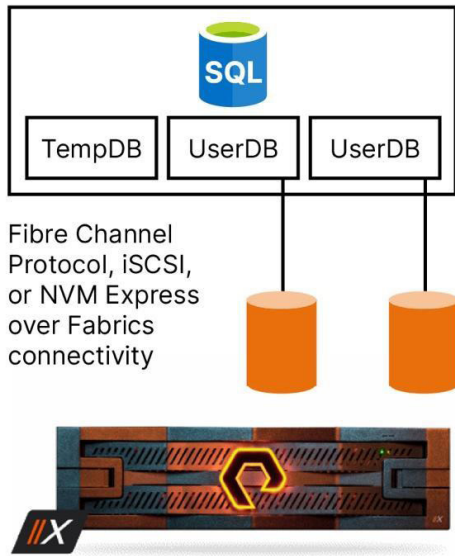 SQL
TempDB
UserDB
UserDB
Fibre Channel
Protocol, iSCSI,
or NVM Express
over Fabrics
connectivity
//X
//X